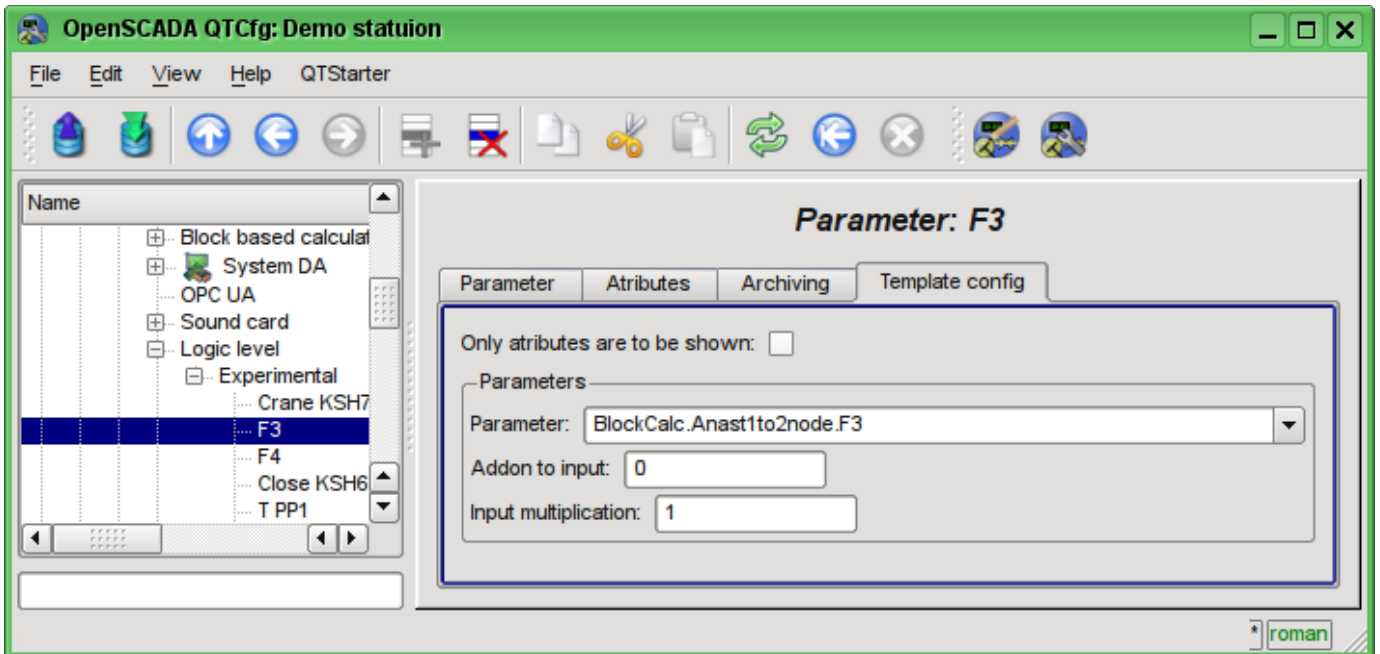 OpenSCADA QTCfg: Demo statuion
File Edit View Help QTStarter
Name
Block based calculat
System DA
OPC UA
Sound card
Logic level
Experimental
Crane KSH7
F3
F4
Close KSH6
T PP1
Parameter: F3
Parameter Atributes Archiving Template config
Only atributes are to be shown:
Parameters
Parameter: BlockCalc.Anast1to2node.F3
Addon to input: 0
Input multiplication: 1
* roman